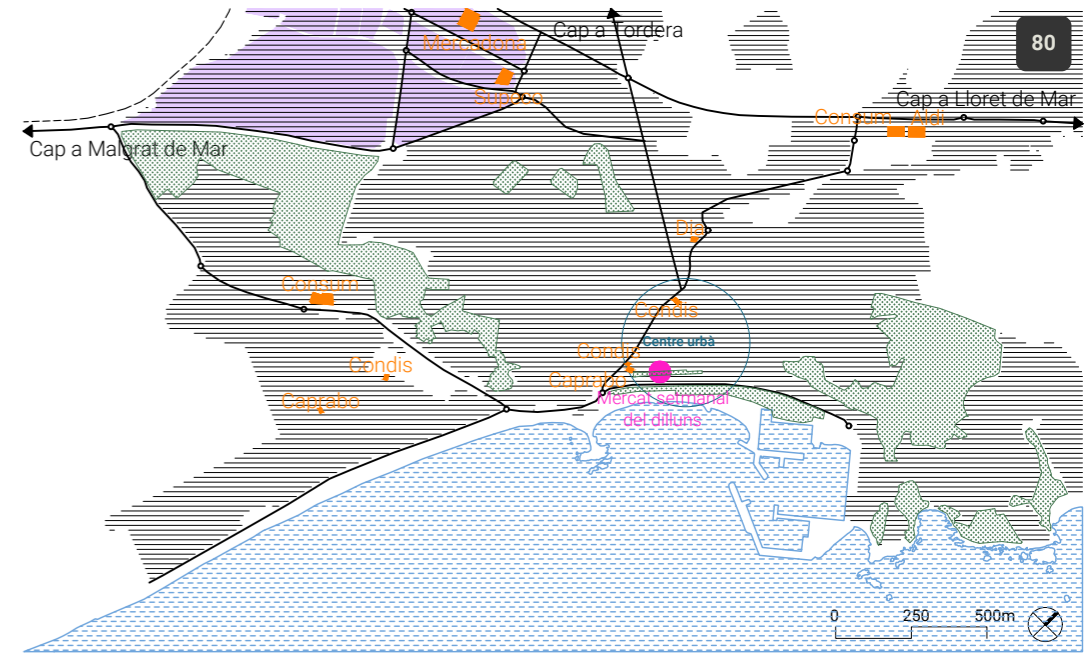 Cap a Tordera
80
Mercadona
Supeco
Cap a Lloret de Mar
Consum
Aldi
Cap a Malgrat de Mar
Dia
Consum
Condis
Centre urbà
Condis
Condis
Caprabo
Caprabo
Mercat setmanal
del dilluns
0 250 500m